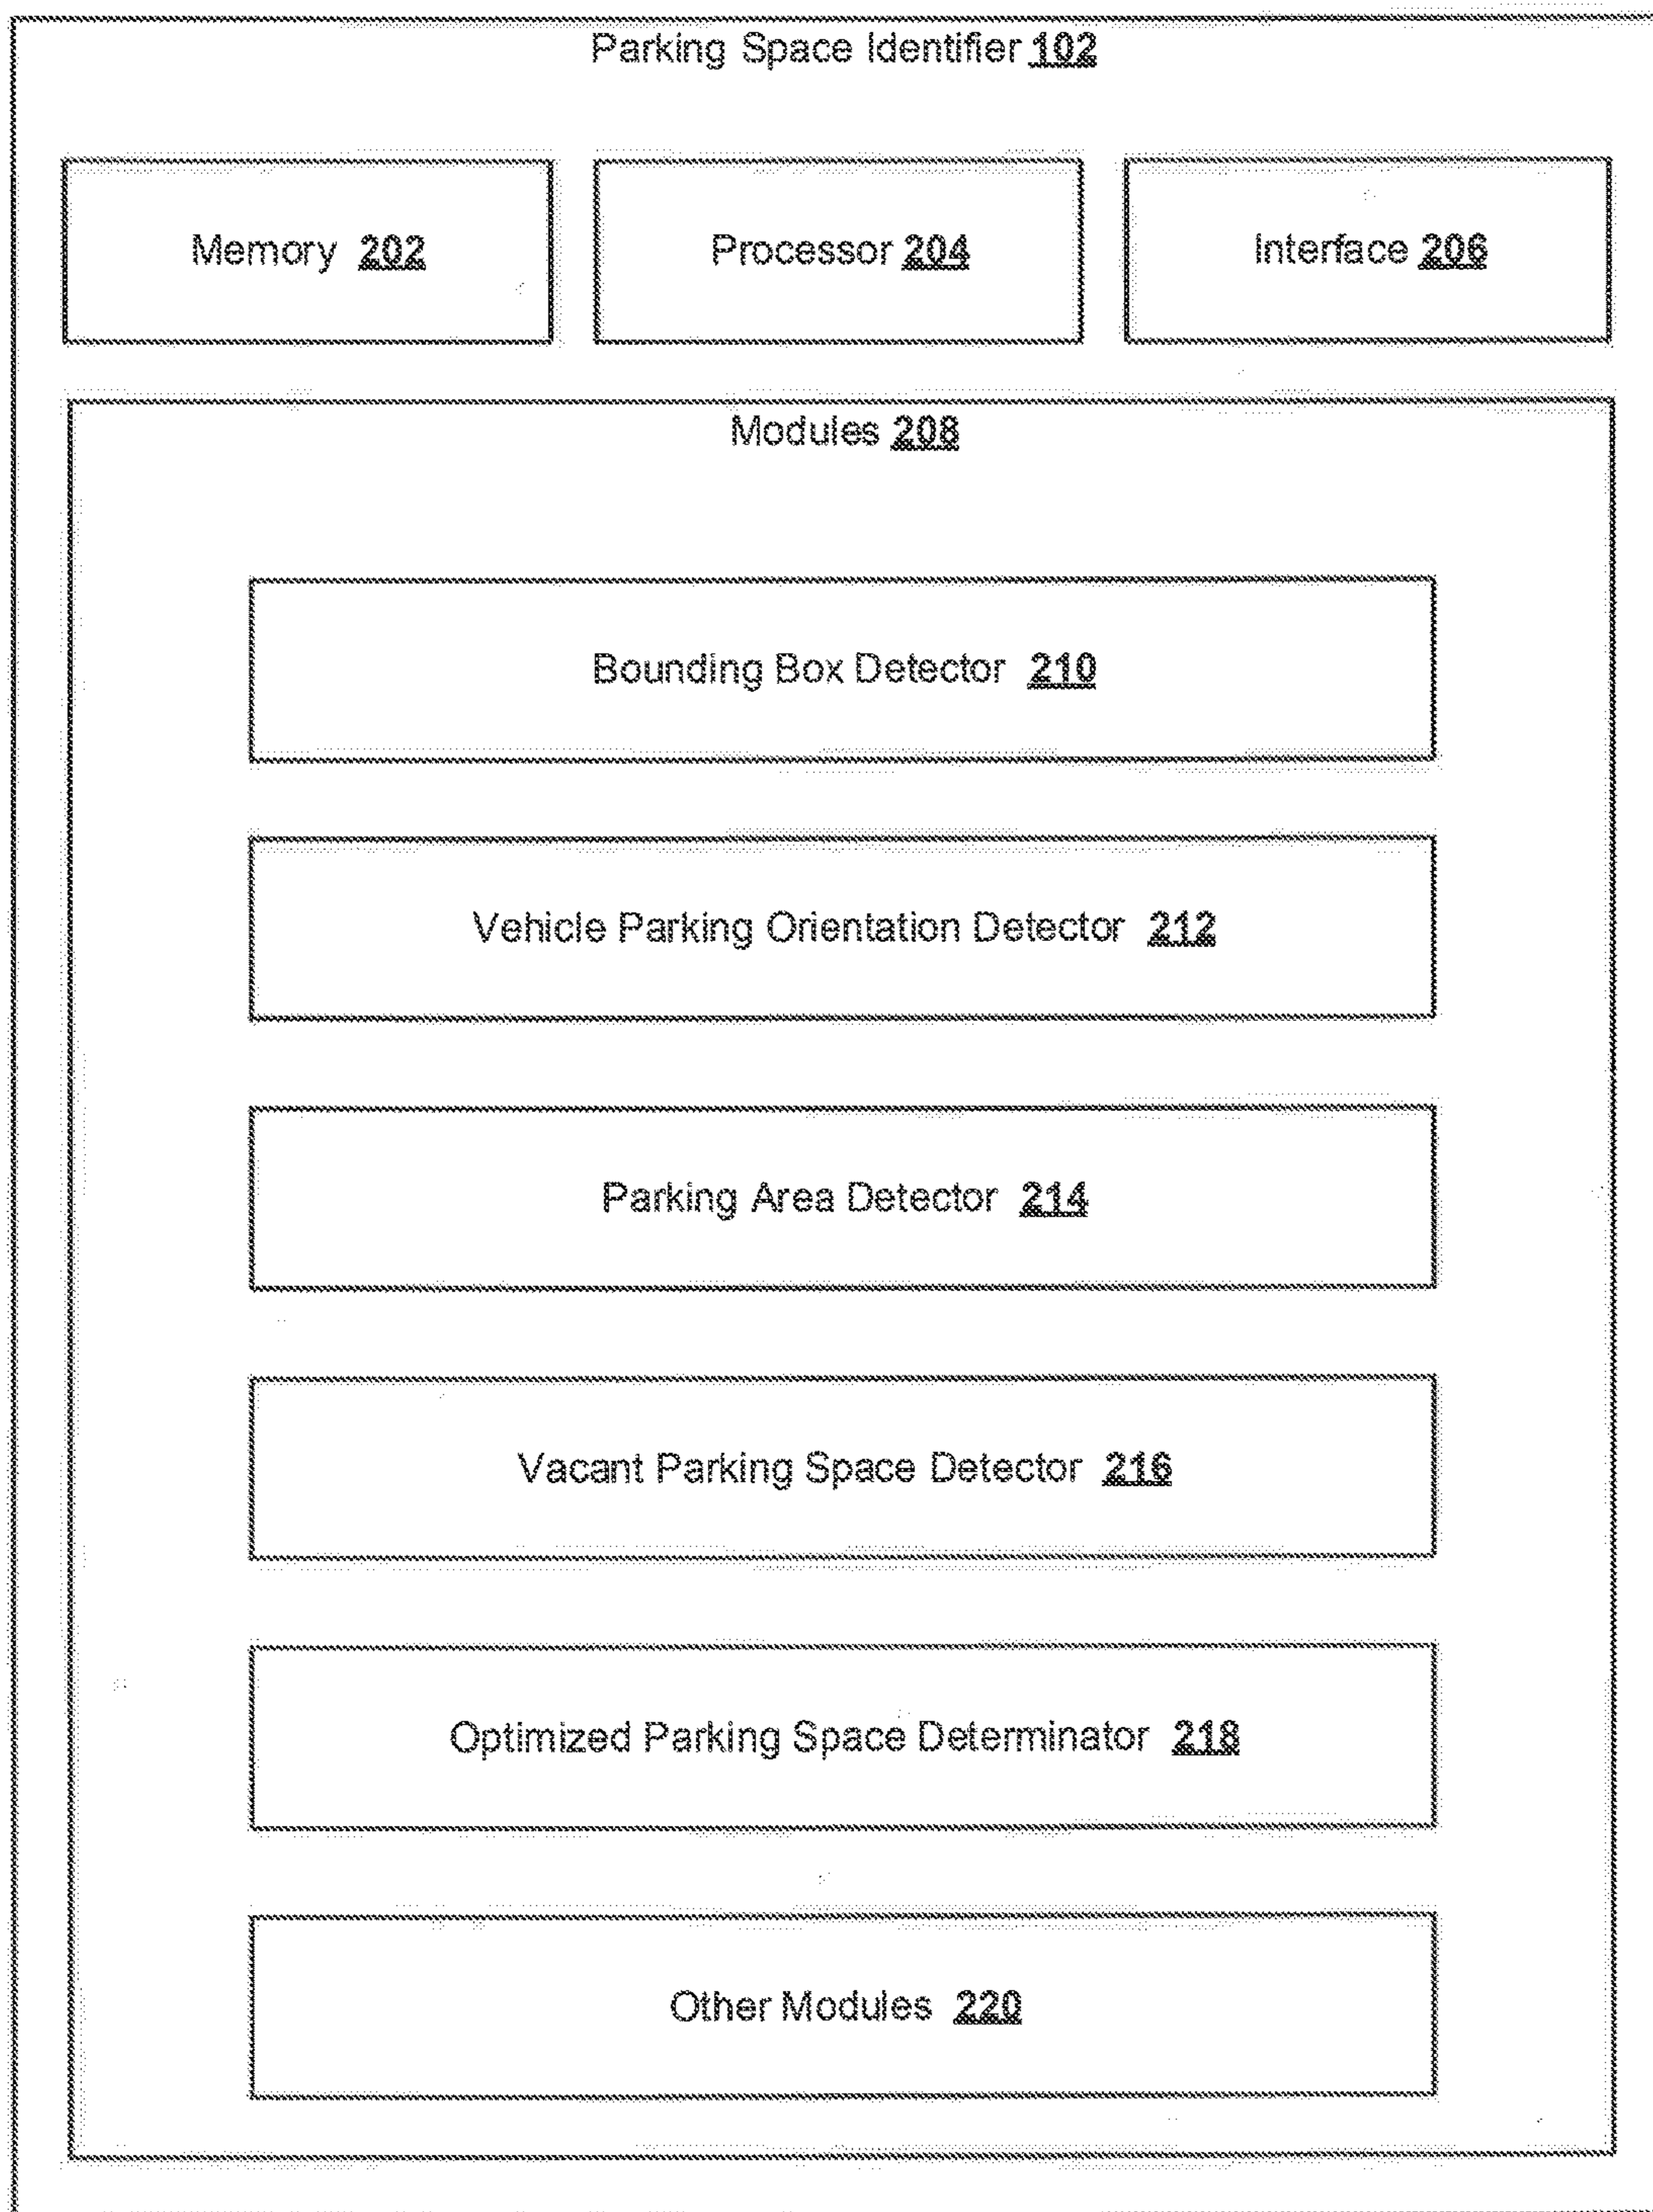 Parking Space Identifier 102
Memory 202
Processor 204
Interface 206
Modules 208
Bounding Box Detector 210
Vehicle Parking Orientation Detector 212
Parking Area Detector 214
Vacant Parking Space Detector 216
Optimized Parking Space Determinator 218
Other Modules 220